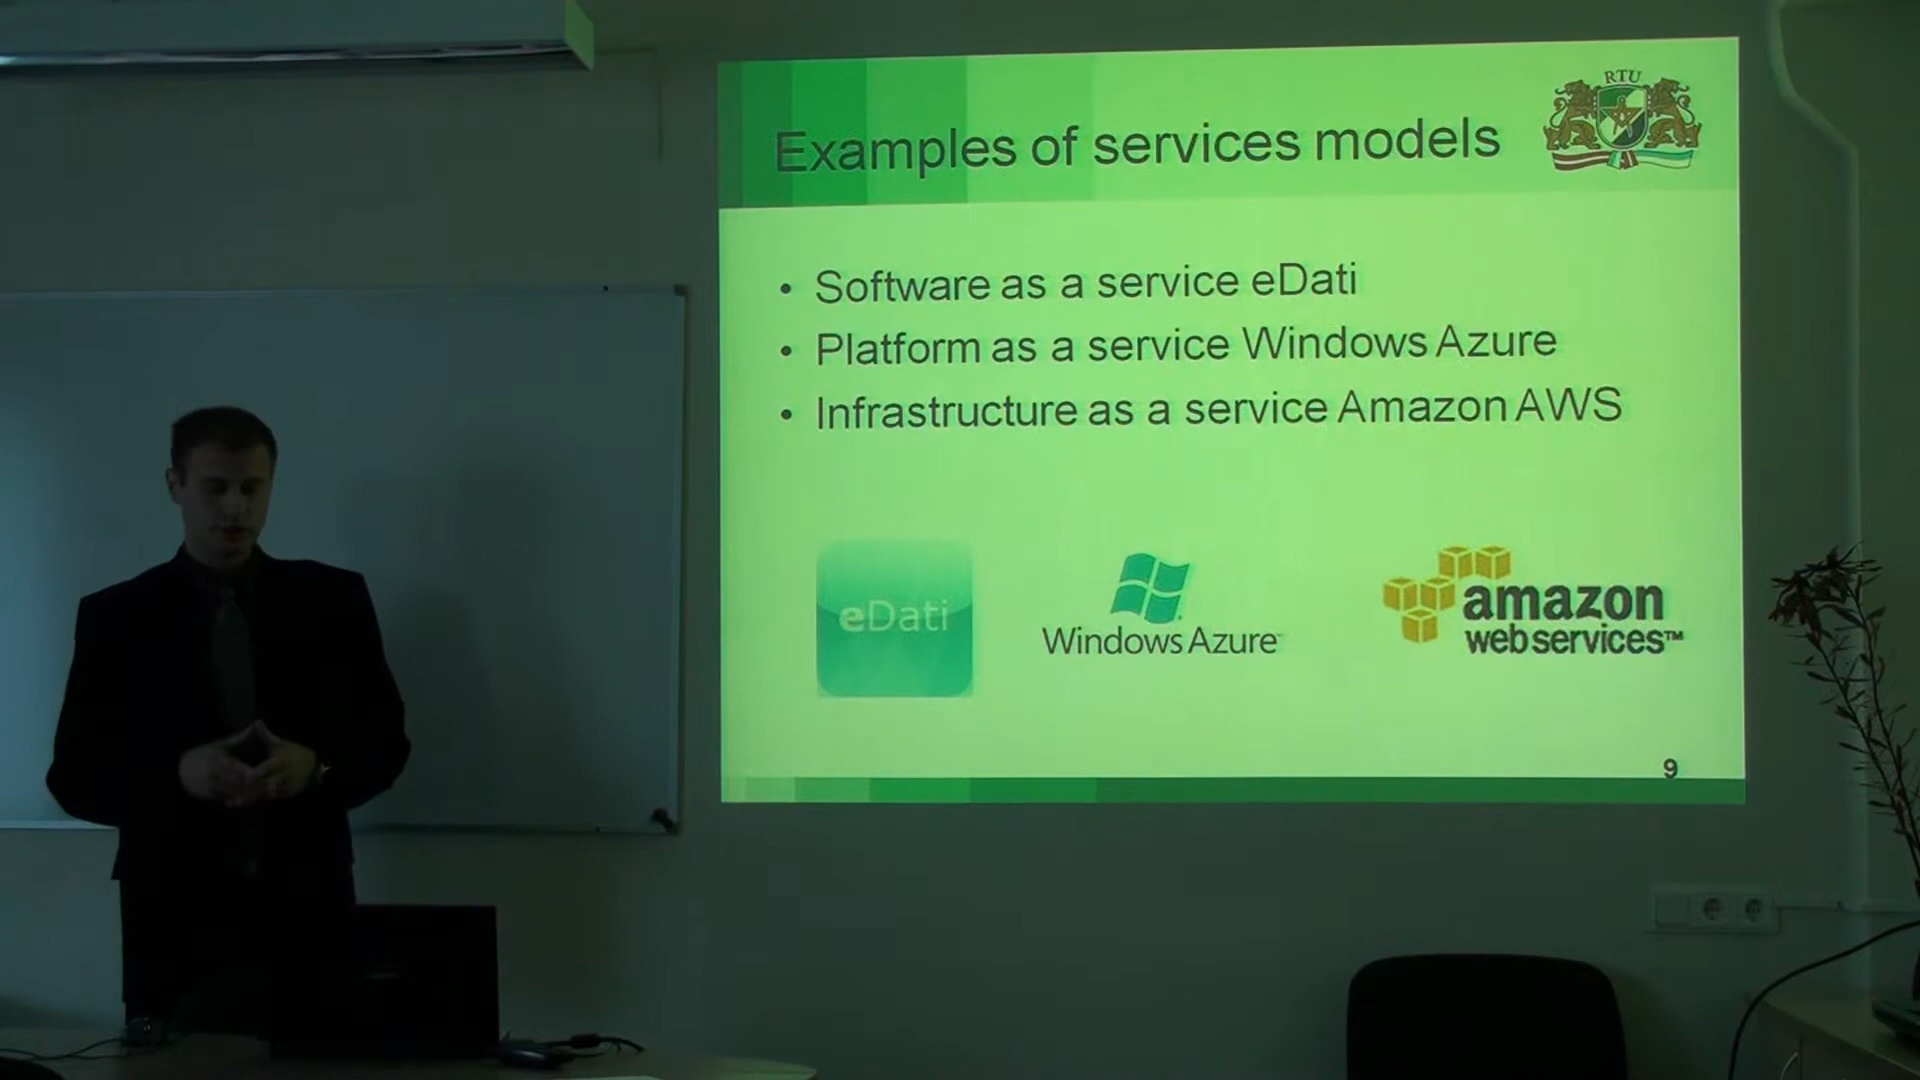 RTU
Examples of services models
• Software as a service eDati
• Platform as a service Windows Azure
• Infrastructure as a service Amazon AWS
eDati
Windows Azure
amazon
webservices™
9